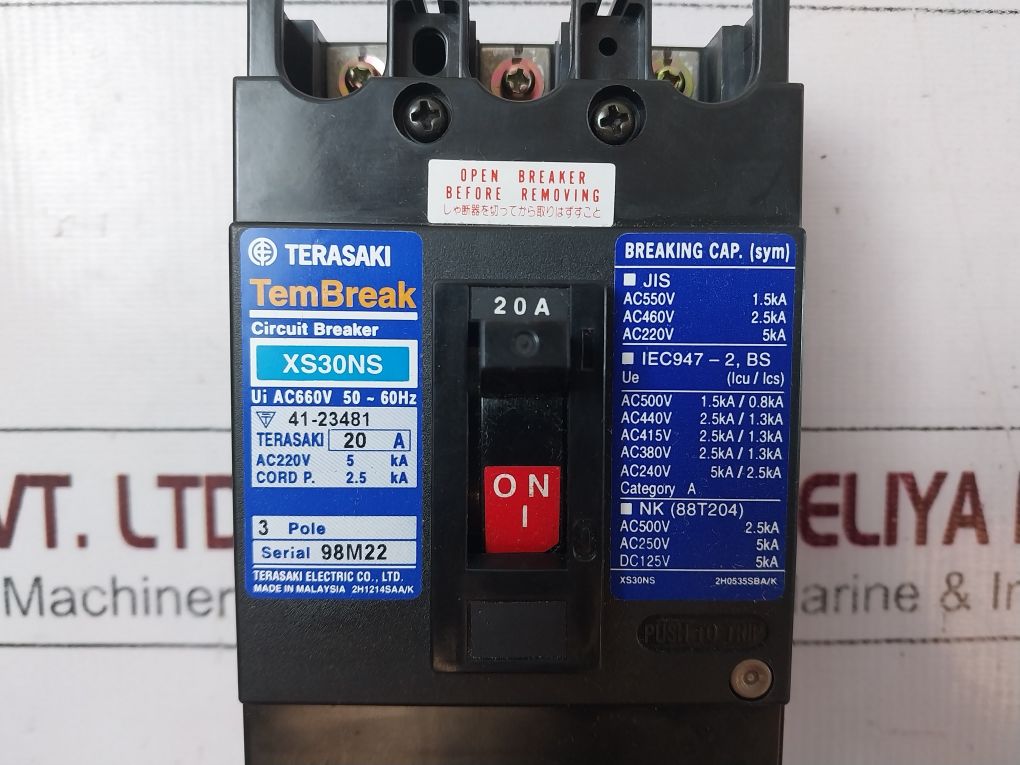 OPEN BREAKER
BEFORE REMOVING
しゃ断器を切ってから取りはずすこと
TERASAKI
TemBreak
Circuit Breaker
XS30NS
Ui AC660V 50 ~ 60Hz
41-23481
TERASAKI 20 A
AC220V 5 kA
CORD P. 2.5 kA
3 Pole
Serial 98M22
TERASAKI ELECTRIC CO., LTD.
MADE IN MALAYSIA 2H1214SAA/K
20A
ON
I
BREAKING CAP. (sym)
■ JIS
AC550V 1.5kA
AC460V 2.5kA
AC220V 5kA
■ IEC947 - 2, BS
Ue (Icu / Ics)
AC500V 1.5kA / 0.8kA
AC440V 2.5kA / 1.3kA
AC415V 2.5kA / 1.3kA
AC380V 2.5kA / 1.3kA
AC240V 5kA / 2.5kA
Category A
■ NK (88T204)
AC500V 2.5kA
AC250V 5kA
DC125V 5kA
XS30NS 2H0535SBA/K
PUSH TO TRIP
VT. LTD
ELIYA
Machiner
arine & In